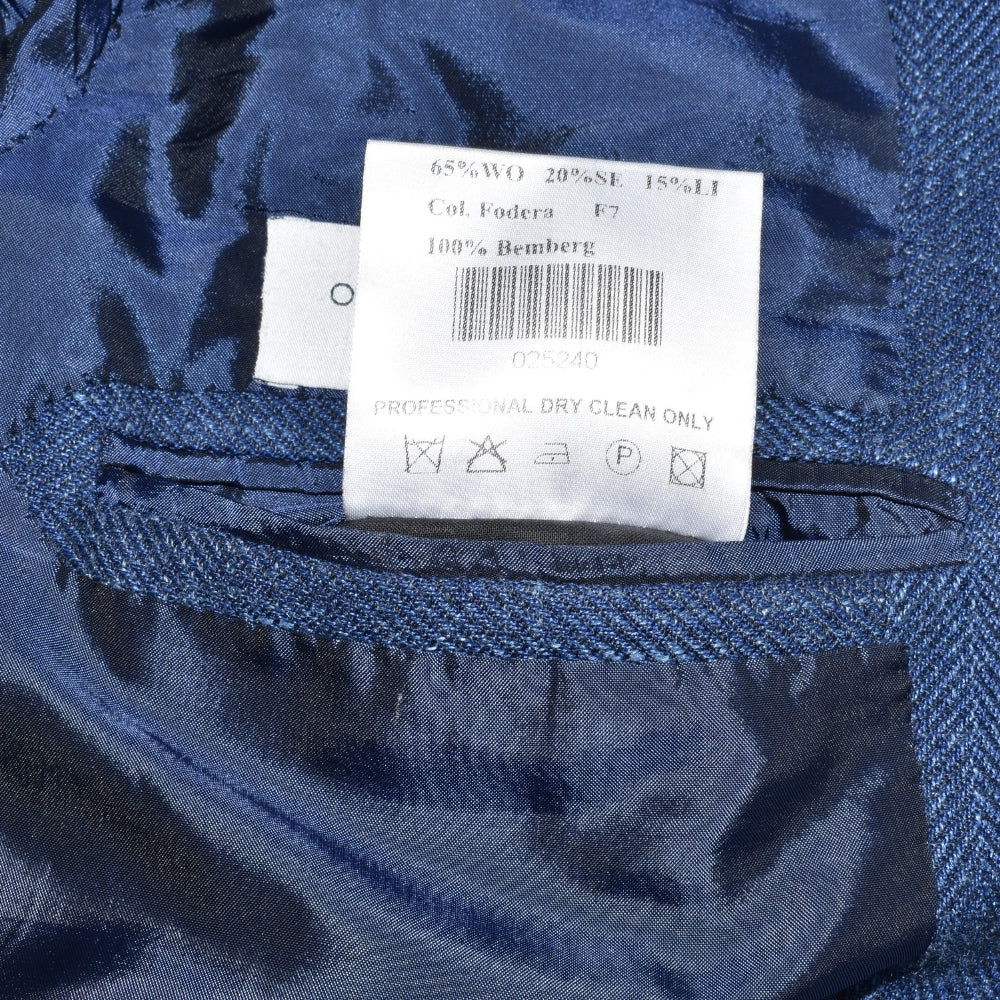 65%WO 20%SE 15%LI
Col. Fodera F7
100% Bemberg
O
025240
PROFESSIONAL DRY CLEAN ONLY
P